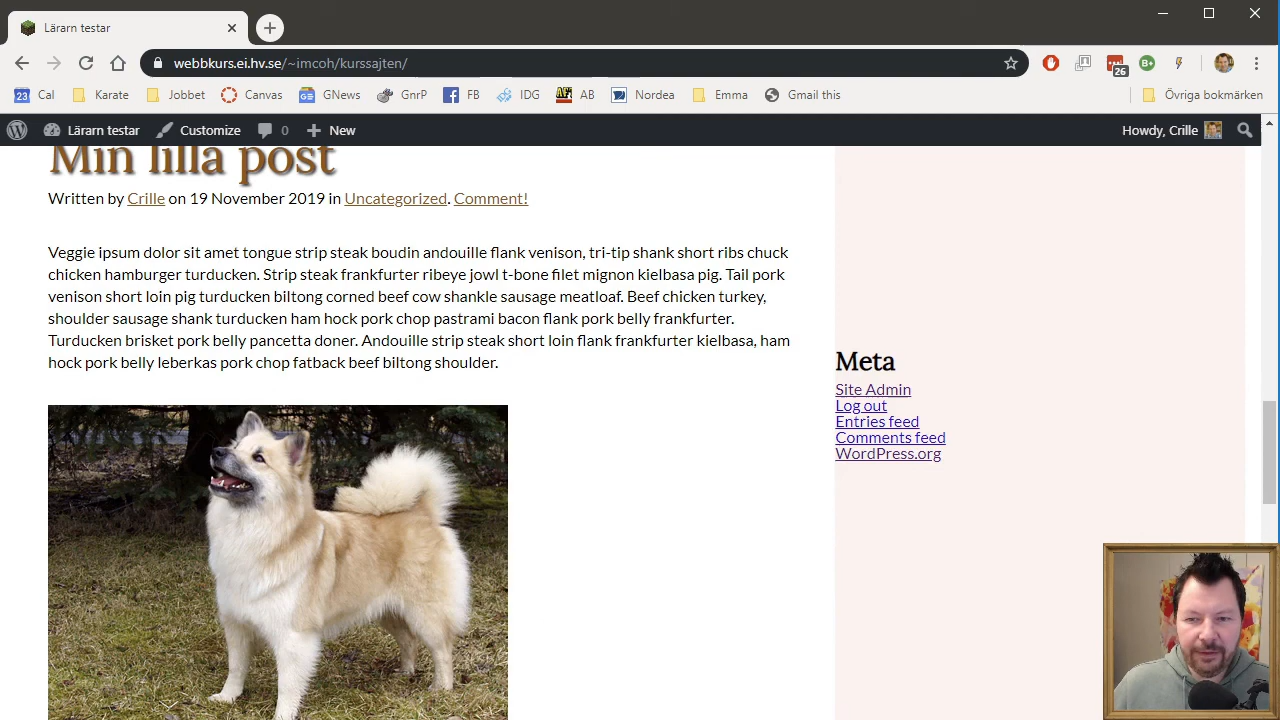 Lärarn testar
webbkurs.ei.hv.se/~imcoh/kurssajten/
26
23 Cal Karate Jobbet Canvas GNews GnrP FB IDG AB Nordea Emma Gmail this Övriga bokmärken
Lärarn testar Customize 0 New Howdy, Crille
Min lilla post
Written by Crille on 19 November 2019 in Uncategorized. Comment!
Veggie ipsum dolor sit amet tongue strip steak boudin andouille flank venison, tri-tip shank short ribs chuck
chicken hamburger turducken. Strip steak frankfurter ribeye jowl t-bone filet mignon kielbasa pig. Tail pork
venison short loin pig turducken biltong corned beef cow shankle sausage meatloaf. Beef chicken turkey,
shoulder sausage shank turducken ham hock pork chop pastrami bacon flank pork belly frankfurter.
Turducken brisket pork belly pancetta doner. Andouille strip steak short loin flank frankfurter kielbasa, ham
hock pork belly leberkas pork chop fatback beef biltong shoulder.
Meta
Site Admin
Log out
Entries feed
Comments feed
WordPress.org